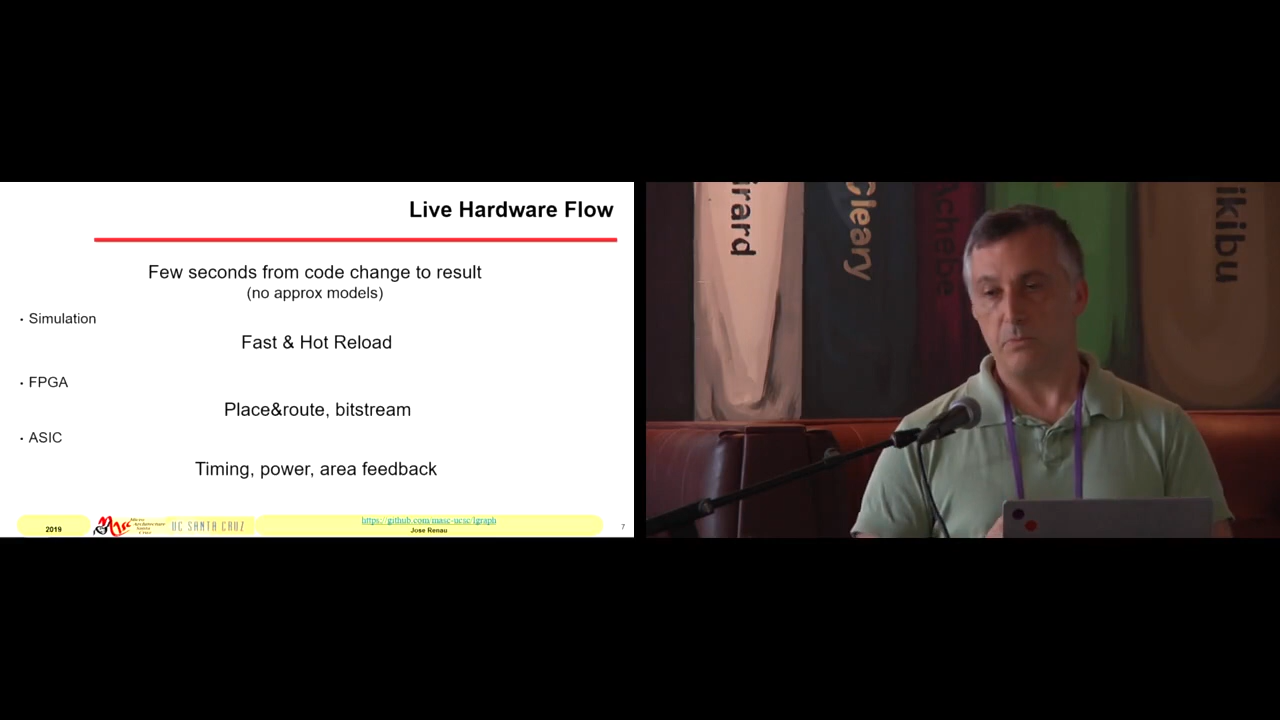 Live Hardware Flow
Few seconds from code change to result
(no approx models)
• Simulation
Fast & Hot Reload
• FPGA
Place&route, bitstream
• ASIC
Timing, power, area feedback
2019
UC SANTA CRUZ
https://github.com/masc-ucsc/lgraph
Jose Renau
7
rard
Cleary
Achebe
ikibu